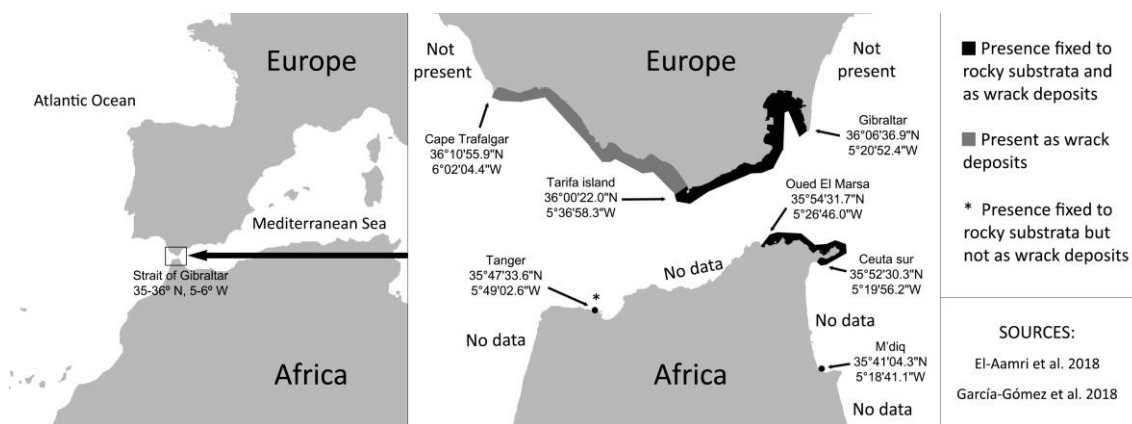 Europe
Atlantic Ocean
Mediterranean Sea
Strait of Gibraltar
35-36º N, 5-6º W
Africa
Not
present
Europe
Not
present
Cape Trafalgar
36°10'55.9"N
6°02'04.4"W
Gibraltar
36°06'36.9"N
5°20'52.4"W
Tarifa island
36°00'22.0"N
5°36'58.3"W
Oued El Marsa
35°54'31.7"N
5°26'46.0"W
Tanger
35°47'33.6"N
5°49'02.6"W
*
No data
Ceuta sur
35°52'30.3"N
5°19'56.2"W
No data
No data
M'diq
35°41'04.3"N
5°18'41.1"W
Africa
No data
Presence fixed to
rocky substrata and
as wrack deposits
Present as wrack
deposits
* Presence fixed to
rocky substrata but
not as wrack deposits
SOURCES:
El-Aamri et al. 2018
García-Gómez et al. 2018